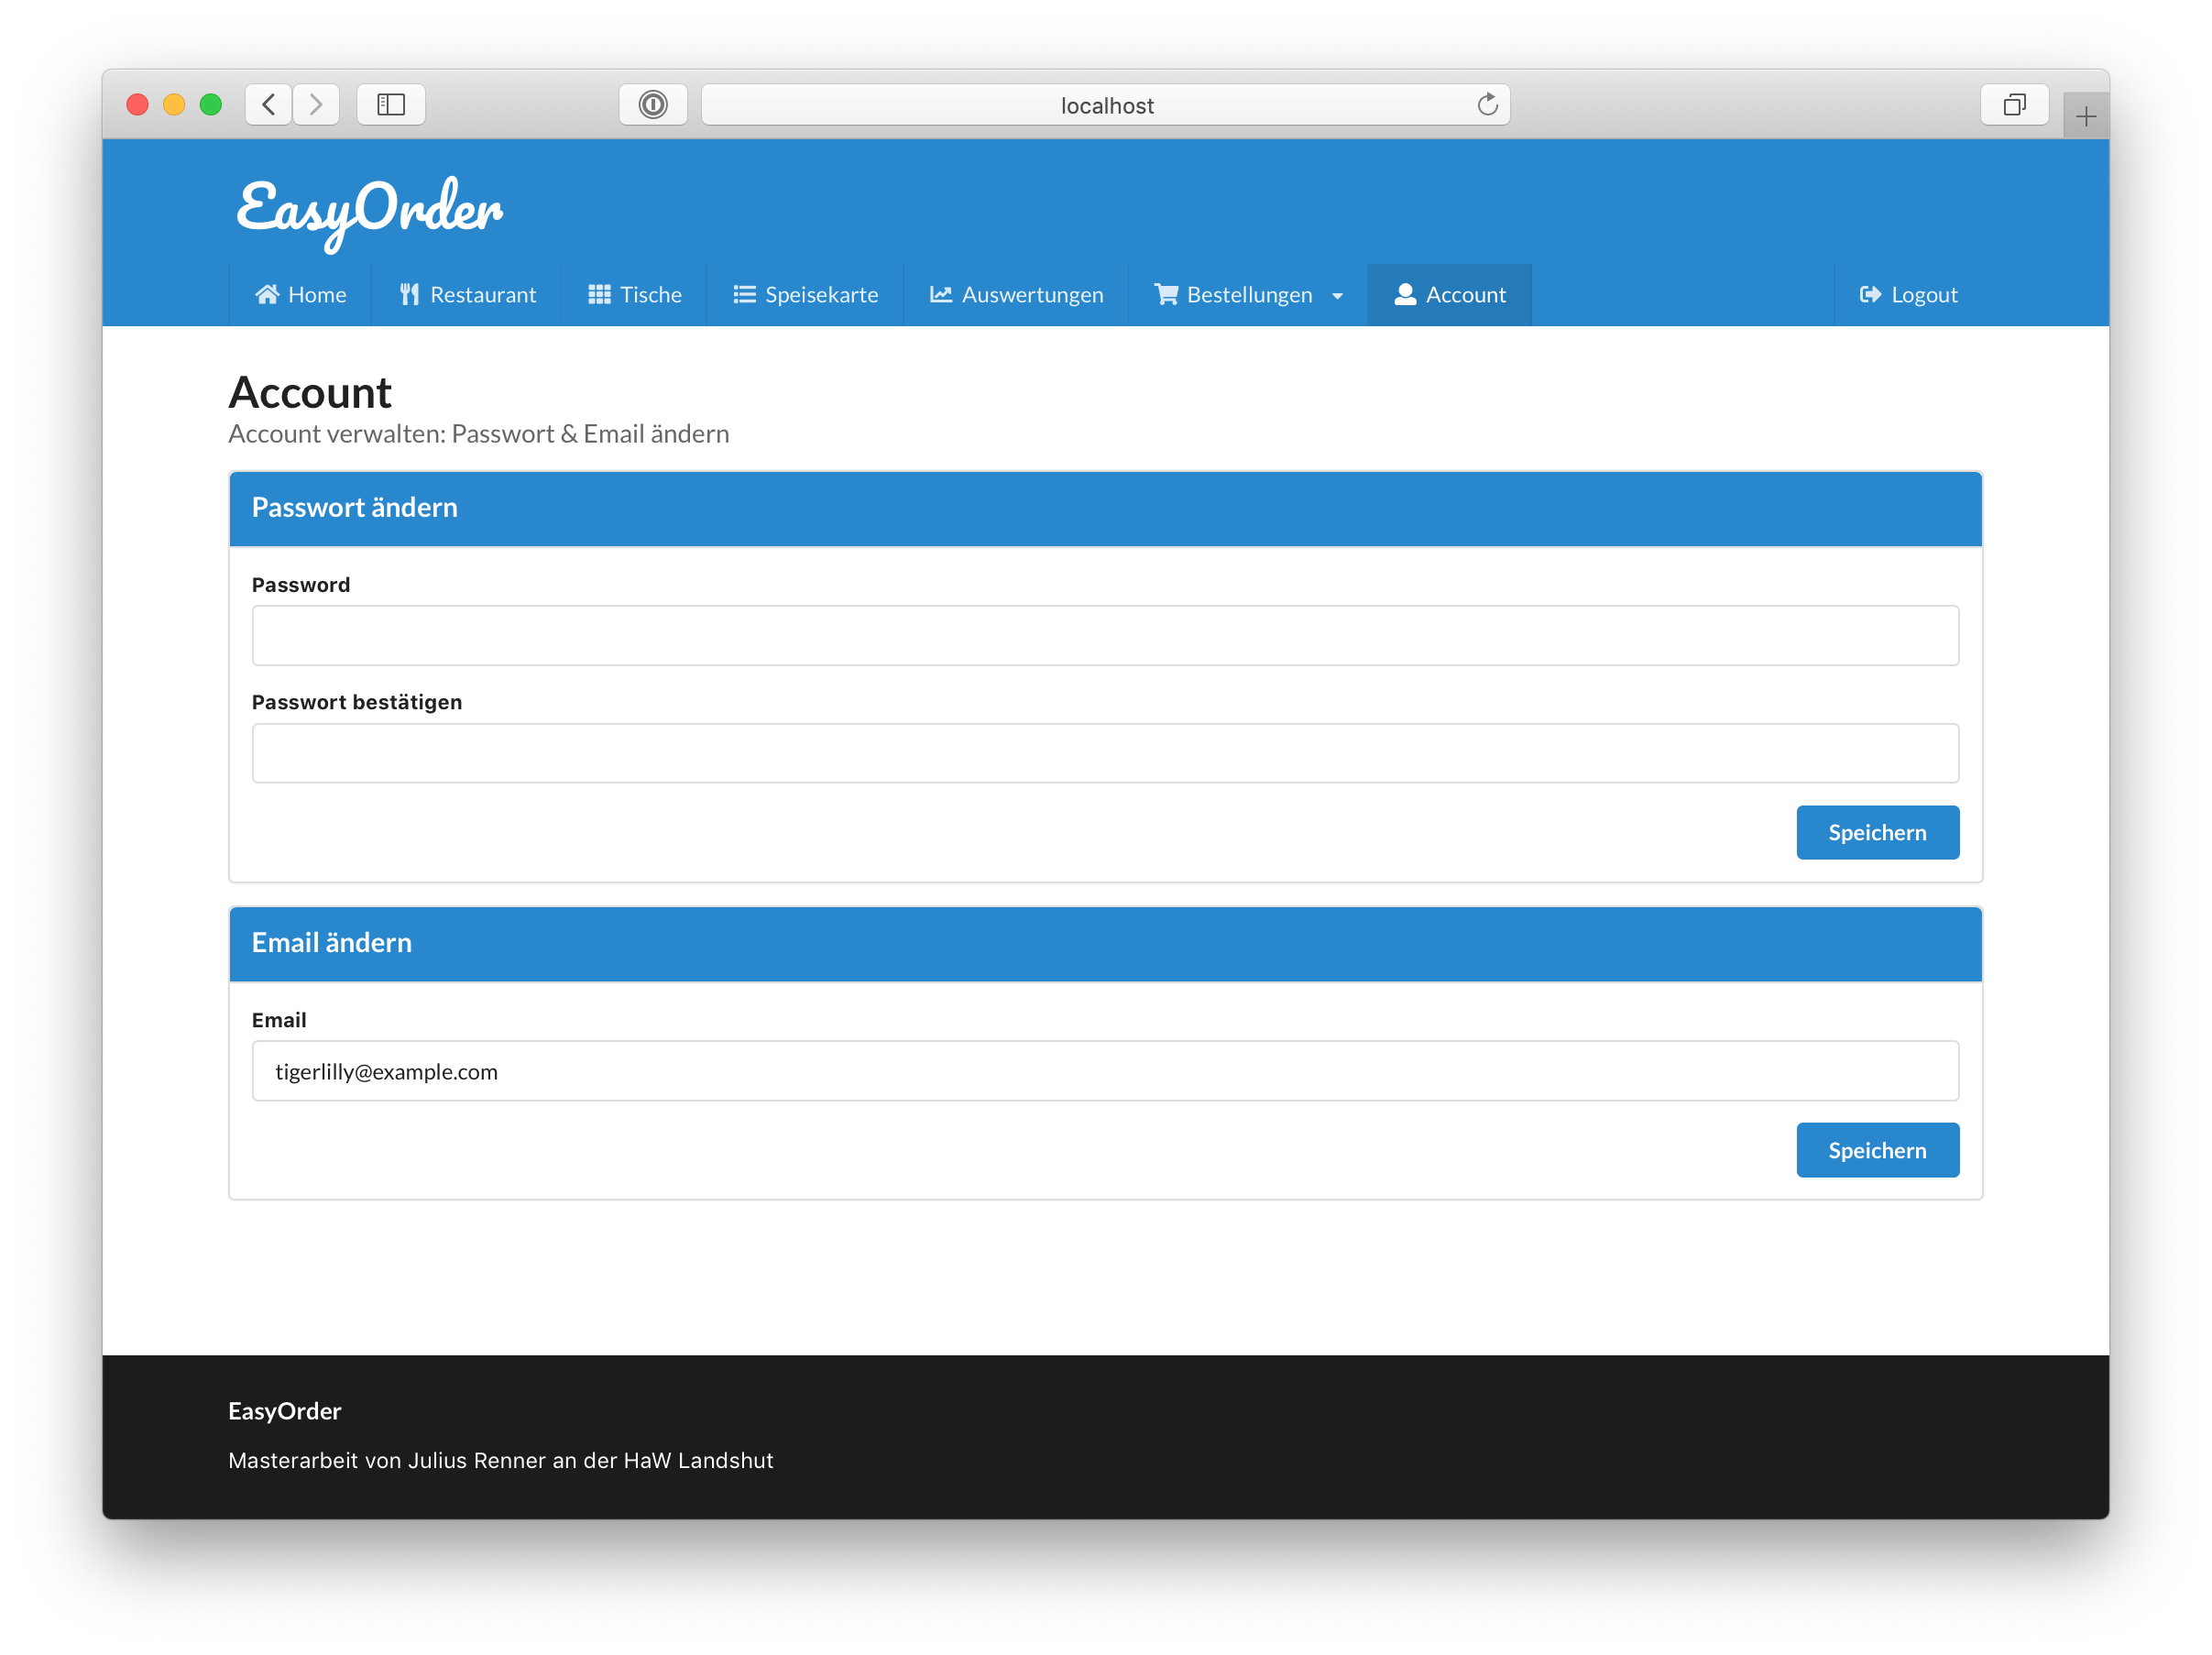 localhost
EasyOrder
Home Restaurant Tische Speisekarte Auswertungen Bestellungen Account Logout
Account
Account verwalten: Passwort & Email ändern
Passwort ändern
Password
Passwort bestätigen
Speichern
Email ändern
Email
tigerlilly@example.com
Speichern
EasyOrder
Masterarbeit von Julius Renner an der HaW Landshut